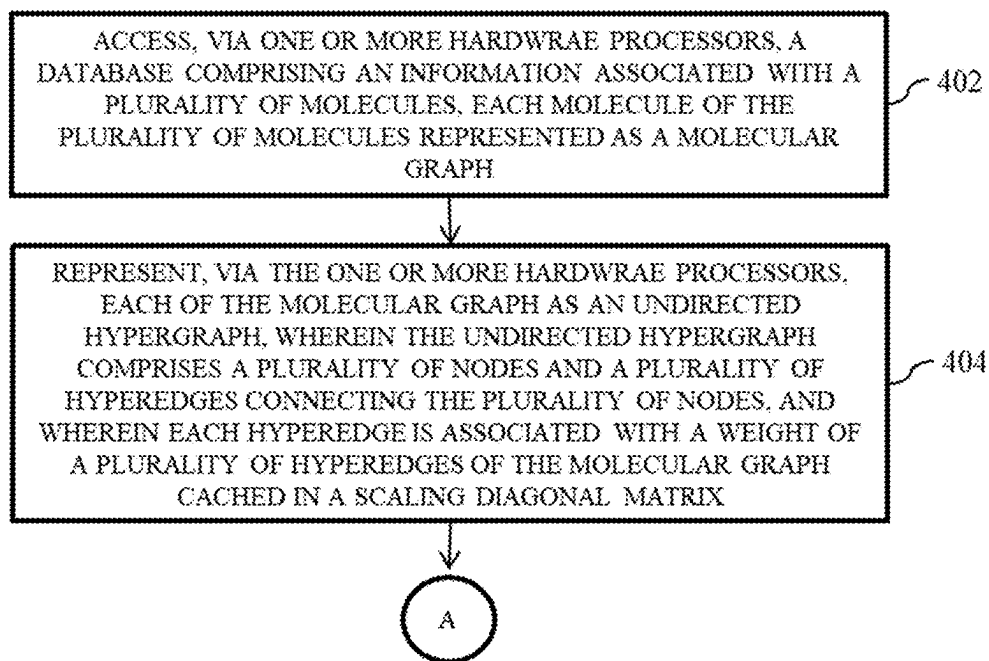 ACCESS, VIA ONE OR MORE HARDWRAE PROCESSORS, A
DATABASE COMPRISING AN INFORMATION ASSOCIATED WITH A
PLURALITY OF MOLECULES, EACH MOLECULE OF THE
PLURALITY OF MOLECULES REPRESENTED AS A MOLECULAR
GRAPH
402
REPRESENT, VIA THE ONE OR MORE HARDWRAE PROCESSORS,
EACH OF THE MOLECULAR GRAPH AS AN UNDIRECTED
HYPERGRAPH, WHEREIN THE UNDIRECTED HYPERGRAPH
COMPRISES A PLURALITY OF NODES AND A PLURALITY OF
HYPEREDGES CONNECTING THE PLURALITY OF NODES, AND
WHEREIN EACH HYPEREDGE IS ASSOCIATED WITH A WEIGHT OF
A PLURALITY OF HYPEREDGES OF THE MOLECULAR GRAPH
CACHED IN A SCALING DIAGONAL MATRIX
404
A